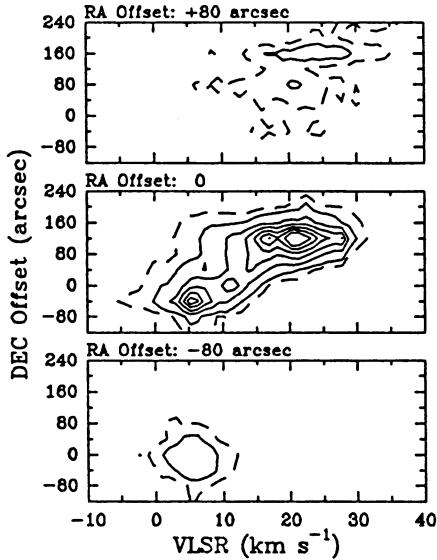 RA Offset: +80 arcsec
240
160
80
0
-80
RA Offset: 0
240
160
80
0
-80
DEC Offset (arcsec)
RA Offset: -80 arcsec
240
160
80
0
-80
-10 0 10 20 30 40
VLSR (km s⁻¹)